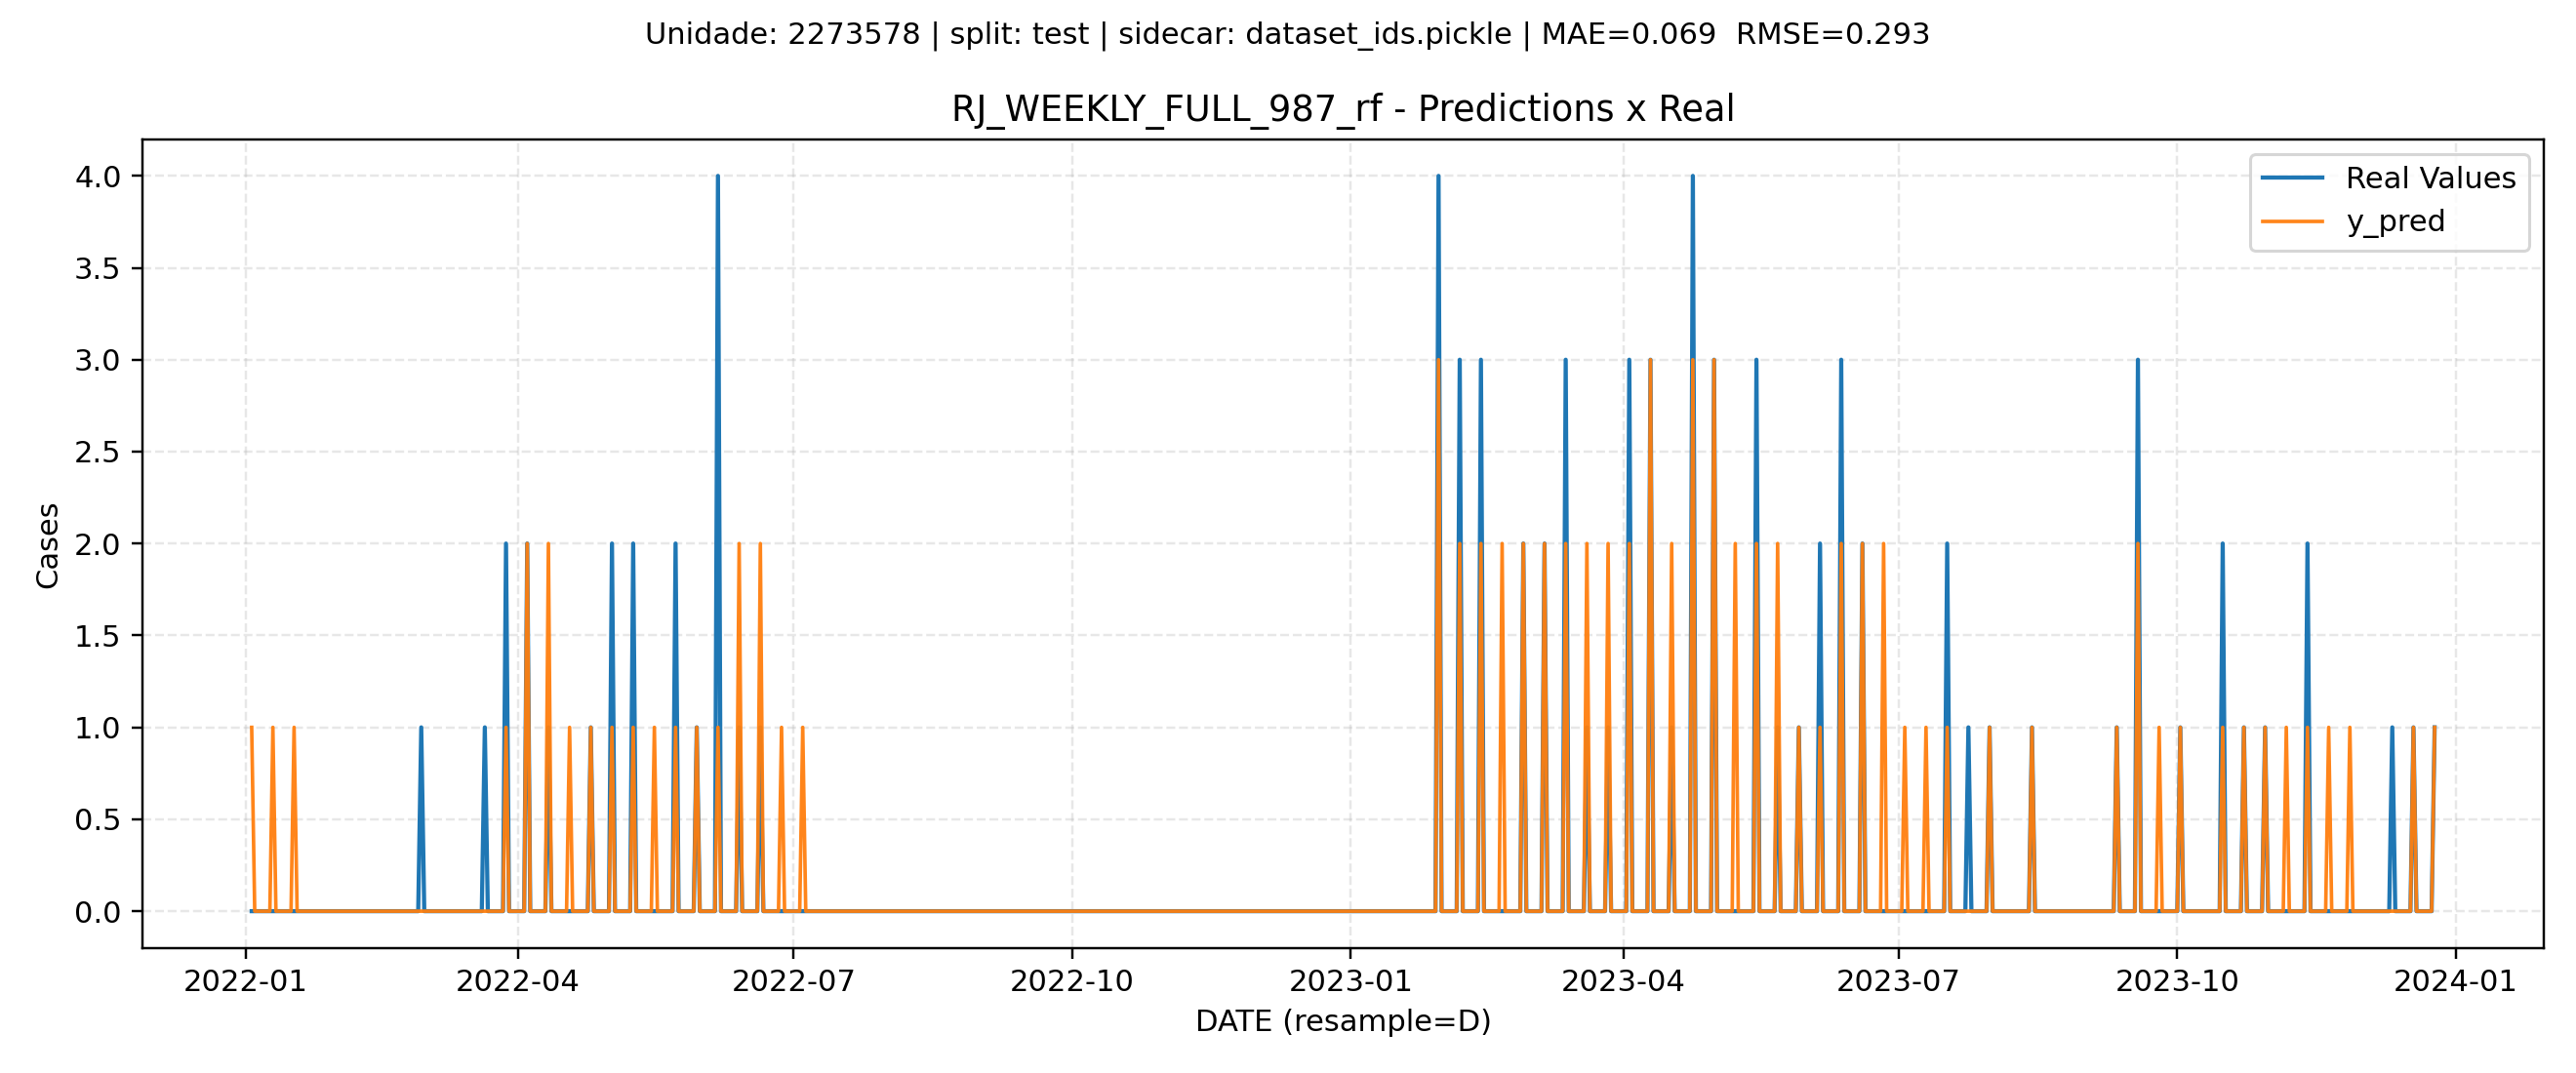 Unidade: 2273578 | split: test | sidecar: dataset_ids.pickle | MAE=0.069  RMSE=0.293
RJ_WEEKLY_FULL_987_rf - Predictions x Real
Real Values
y_pred
Cases
4.0
3.5
3.0
2.5
2.0
1.5
1.0
0.5
0.0
2022-01 2022-04 2022-07 2022-10 2023-01 2023-04 2023-07 2023-10 2024-01
DATE (resample=D)